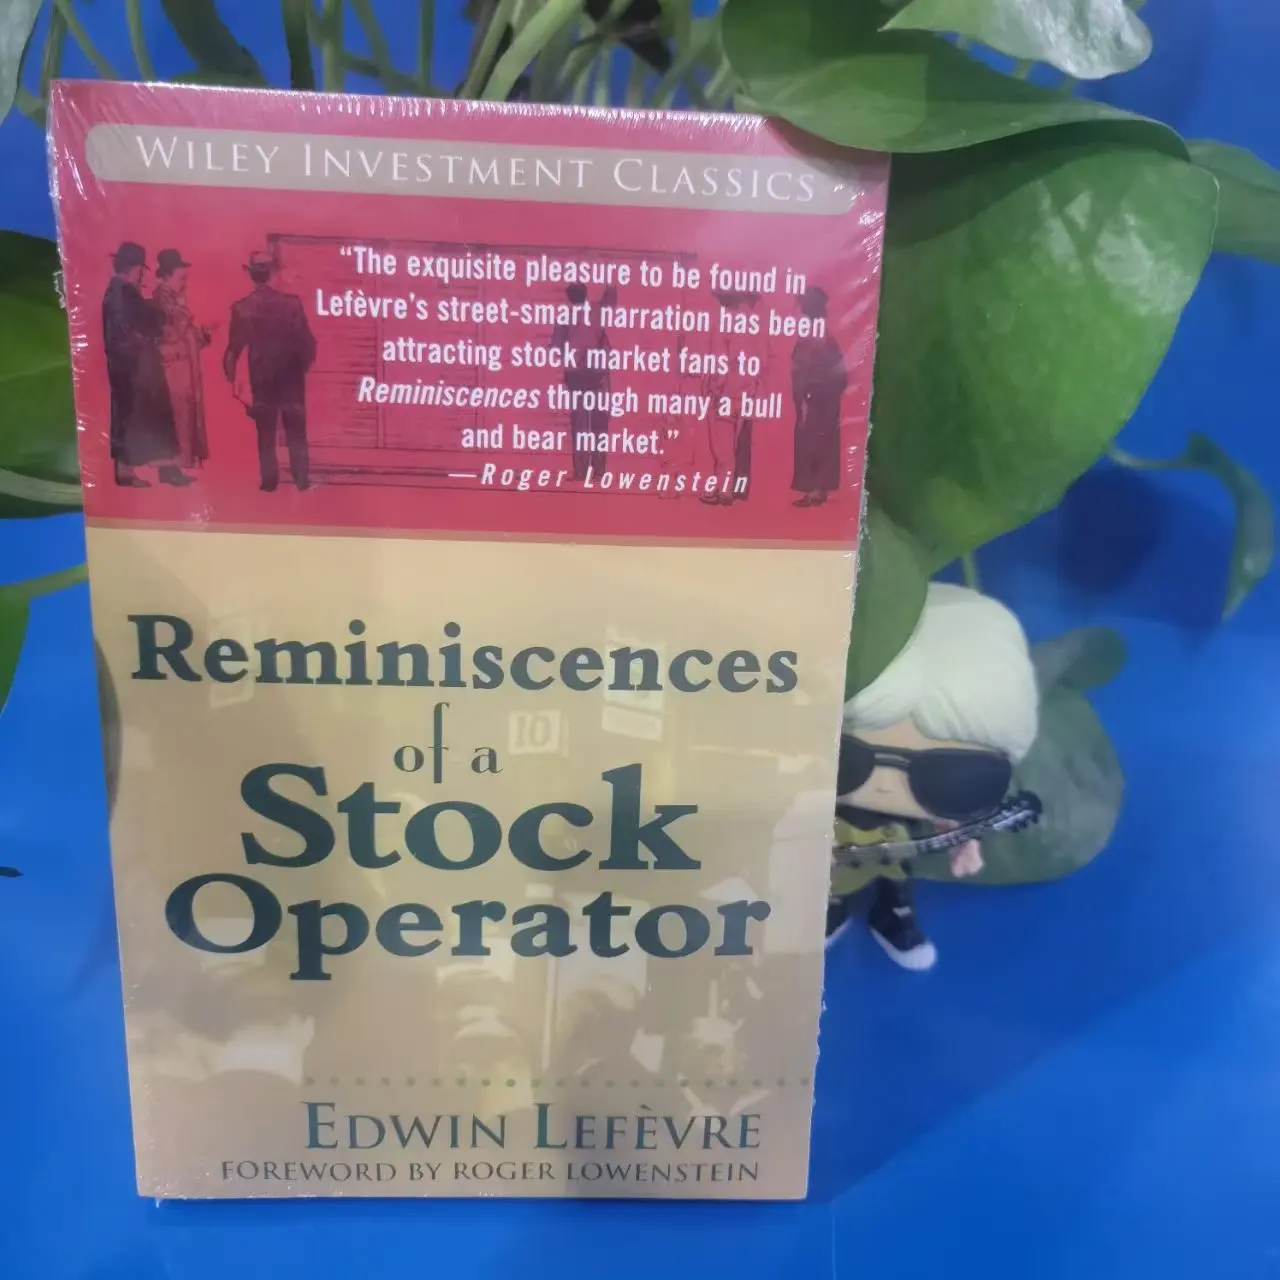 WILEY INVESTMENT CLASSICS
“The exquisite pleasure to be found in
Lefèvre’s street-smart narration has been
attracting stock market fans to
Reminiscences through many a bull
and bear market.”
—Roger Lowenstein
Reminiscences
of a
10
Stock
Operator
EDWIN LEFÈVRE
FOREWORD BY ROGER LOWENSTEIN